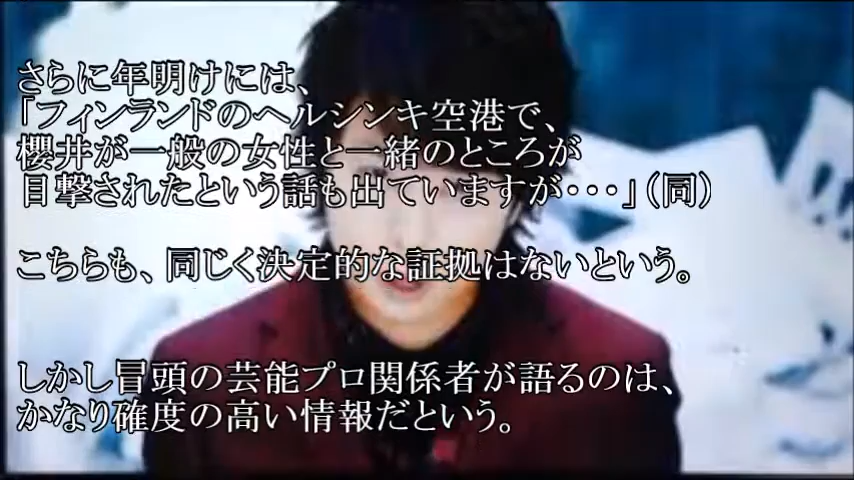 さらに年明けには、
「フィンランドのヘルシンキ空港で、
櫻井が一般の女性と一緒のところが
目撃されたという話も出ていますが・・・」（同）
こちらも、同じく決定的な証拠はないという。
しかし冒頭の芸能プロ関係者が語るのは、
かなり確度の高い情報だという。